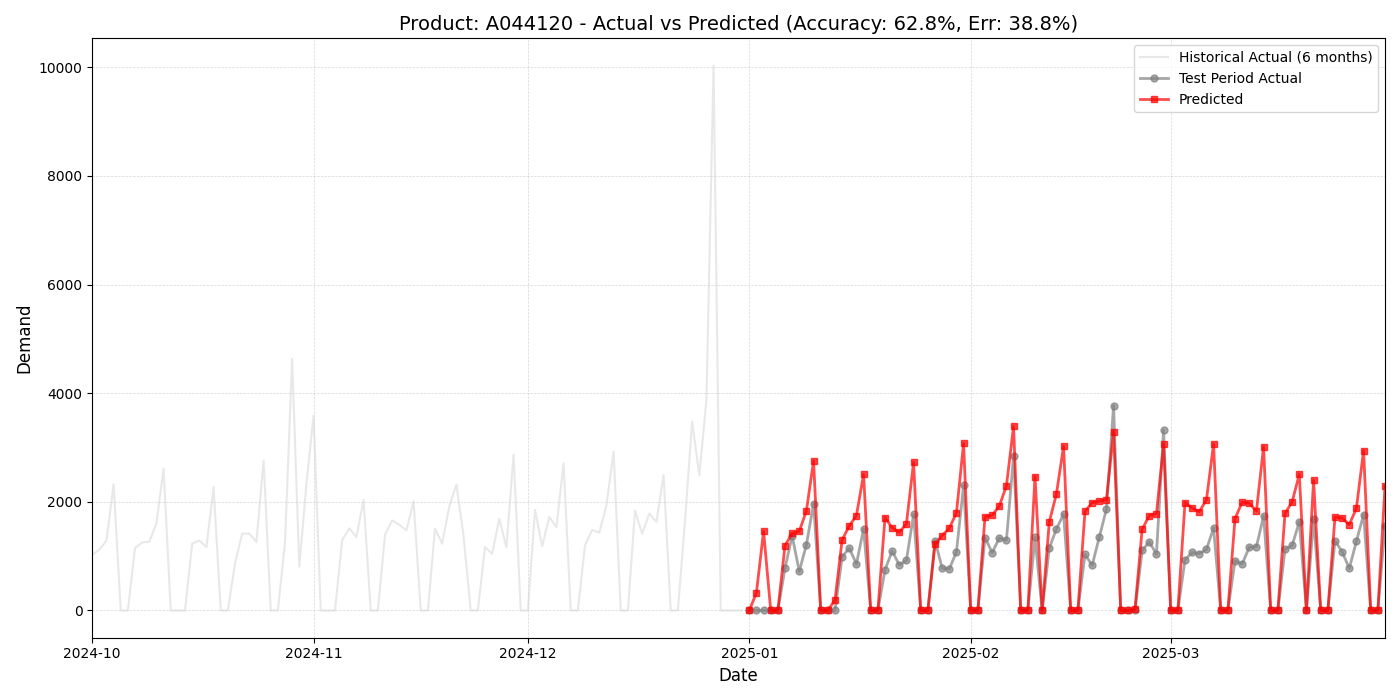 Product: A044120 - Actual vs Predicted (Accuracy: 62.8%, Err: 38.8%)
Historical Actual (6 months)
Test Period Actual
Predicted
Demand
10000
8000
6000
4000
2000
0
2024-10
2024-11
2024-12
2025-01
2025-02
2025-03
Date